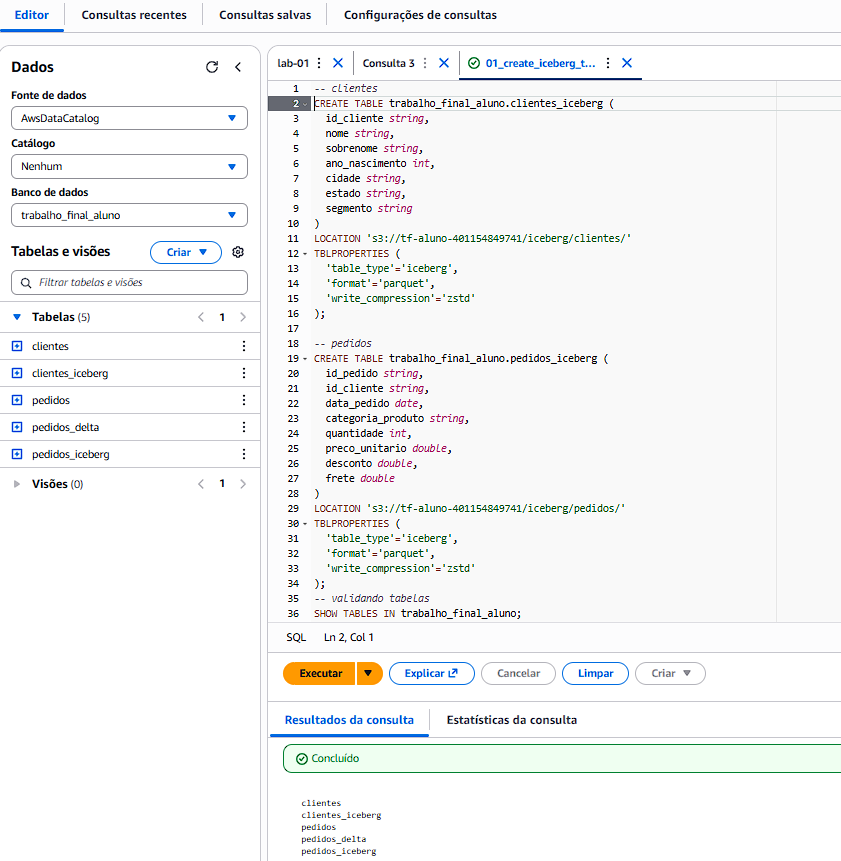 Editor
Consultas recentes
Consultas salvas
Configurações de consultas
Dados
Fonte de dados
AwsDataCatalog
Catálogo
Nenhum
Banco de dados
trabalho_final_aluno
Tabelas e visões
Criar
Filtrar tabelas e visões
Tabelas (5)
1
clientes
clientes_iceberg
pedidos
pedidos_delta
pedidos_iceberg
Visões (0)
1
lab-01
Consulta 3
01_create_iceberg_t...
1 -- clientes
2 CREATE TABLE trabalho_final_aluno.clientes_iceberg (
3 id_cliente string,
4 nome string,
5 sobrenome string,
6 ano_nascimento int,
7 cidade string,
8 estado string,
9 segmento string
10 )
11 LOCATION 's3://tf-aluno-401154849741/iceberg/clientes/'
12 TBLPROPERTIES (
13 'table_type'='iceberg',
14 'format'='parquet',
15 'write_compression'='zstd'
16 );
17
18 -- pedidos
19 CREATE TABLE trabalho_final_aluno.pedidos_iceberg (
20 id_pedido string,
21 id_cliente string,
22 data_pedido date,
23 categoria_produto string,
24 quantidade int,
25 preco_unitario double,
26 desconto double,
27 frete double
28 )
29 LOCATION 's3://tf-aluno-401154849741/iceberg/pedidos/'
30 TBLPROPERTIES (
31 'table_type'='iceberg',
32 'format'='parquet',
33 'write_compression'='zstd'
34 );
35 -- validando tabelas
36 SHOW TABLES IN trabalho_final_aluno;
SQL Ln 2, Col 1
Executar
Explicar
Cancelar
Limpar
Criar
Resultados da consulta
Estatísticas da consulta
Concluído
clientes
clientes_iceberg
pedidos
pedidos_delta
pedidos_iceberg